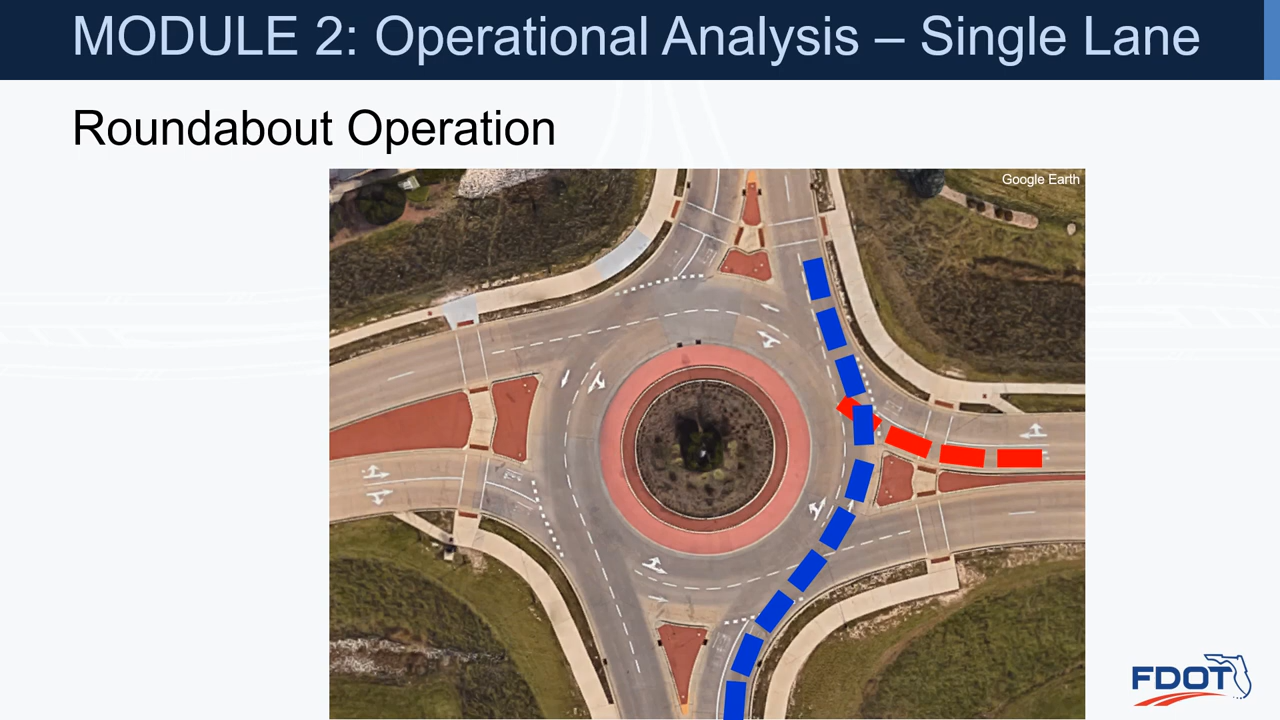 MODULE 2: Operational Analysis – Single Lane
Roundabout Operation
Google Earth
FDOT